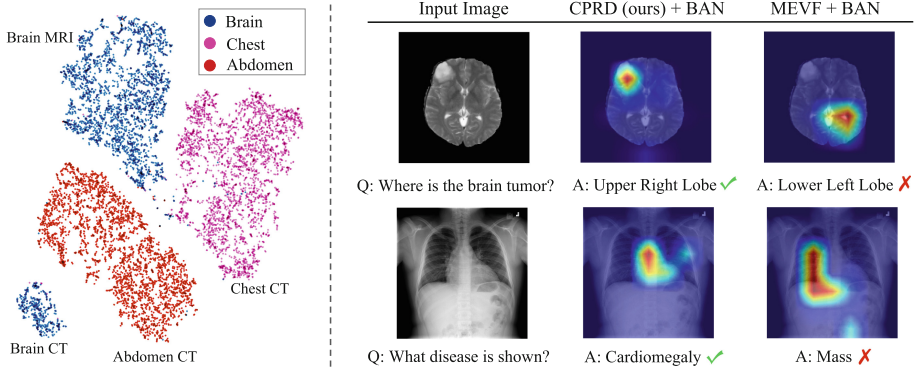 Brain MRI
Brain
Chest
Abdomen
Chest CT
Brain CT
Abdomen CT
Input Image CPRD (ours) + BAN MEVF + BAN
Q: Where is the brain tumor? A: Upper Right Lobe ✓ A: Lower Left Lobe ✗
Q: What disease is shown? A: Cardiomegaly ✓ A: Mass ✗